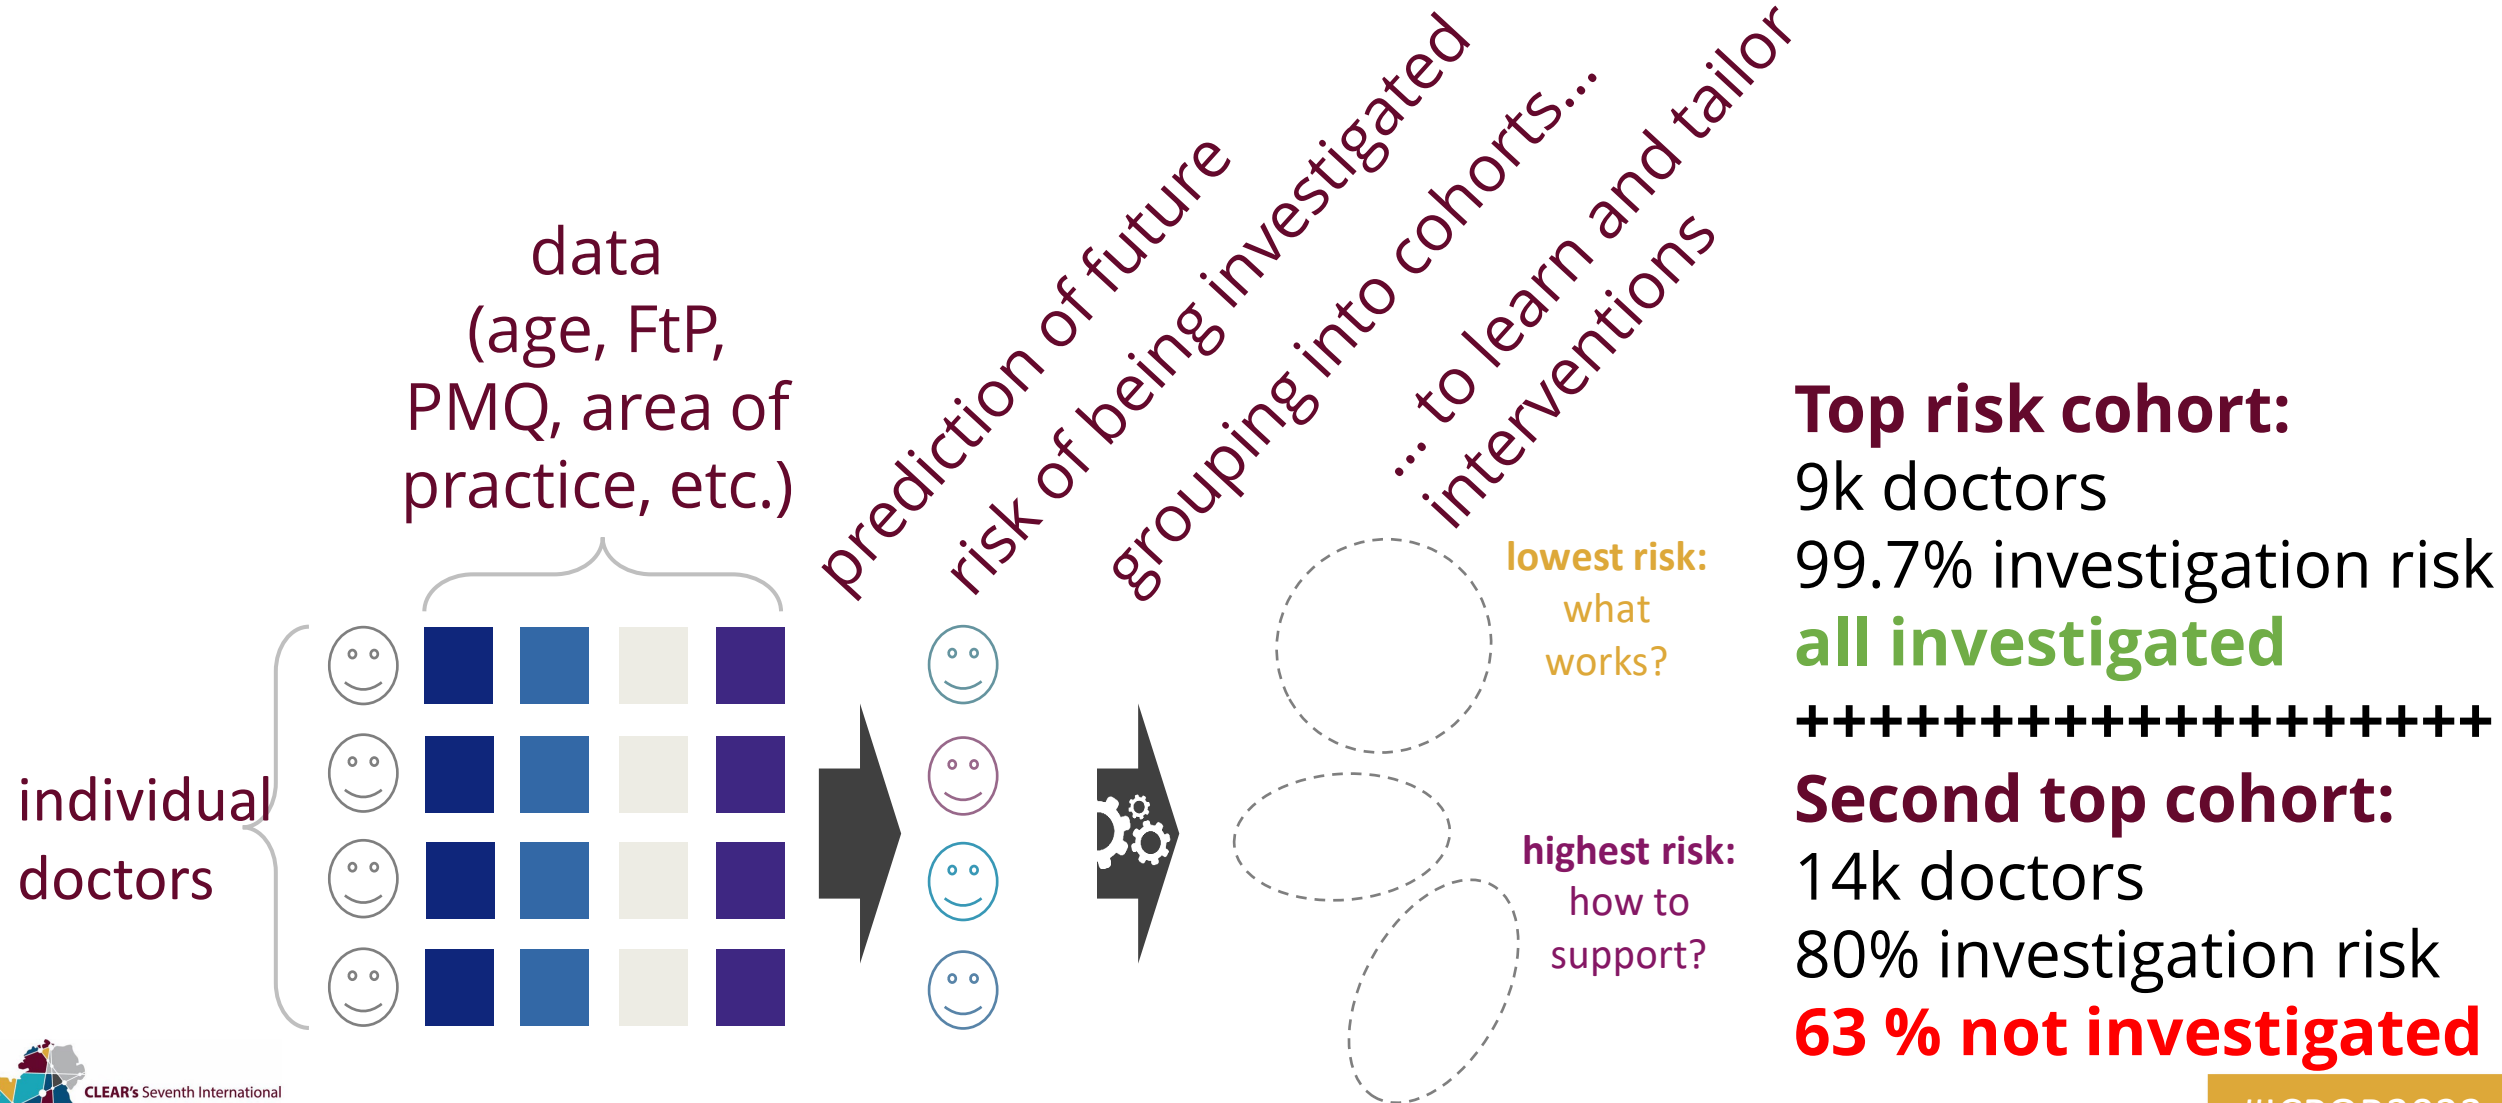 data
(age, FtP,
PMQ, area of
practice, etc.)
prediction of future
risk of being investigated
grouping into cohorts...
... to learn and tailor
interventions
individual
doctors
lowest risk:
what
works?
highest risk:
how to
support?
Top risk cohort:
9k doctors
99.7% investigation risk
all investigated
+++++++++++++++++++
Second top cohort:
14k doctors
80% investigation risk
63 % not investigated
CLEAR's Seventh International